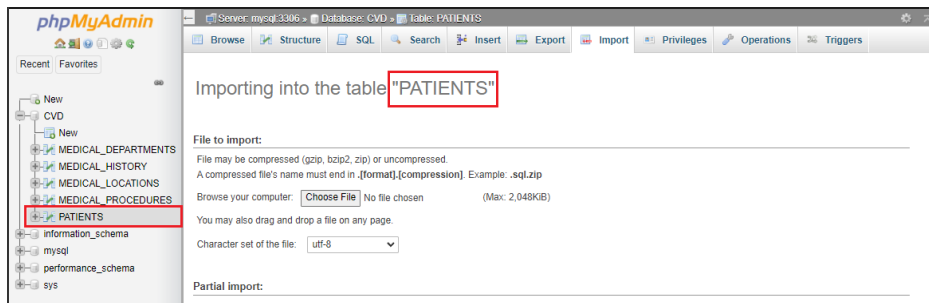 phpMyAdmin
Recent Favorites
New
CVD
New
MEDICAL_DEPARTMENTS
MEDICAL_HISTORY
MEDICAL_LOCATIONS
MEDICAL_PROCEDURES
PATIENTS
information_schema
mysql
performance_schema
sys
Server: mysql:3306 » Database: CVD » Table: PATIENTS
Browse Structure SQL Search Insert Export Import Privileges Operations Triggers
Importing into the table "PATIENTS"
File to import:
File may be compressed (gzip, bzip2, zip) or uncompressed.
A compressed file's name must end in .[format].[compression]. Example: .sql.zip
Browse your computer: Choose File No file chosen (Max: 2,048KiB)
You may also drag and drop a file on any page.
Character set of the file: utf-8
Partial import: